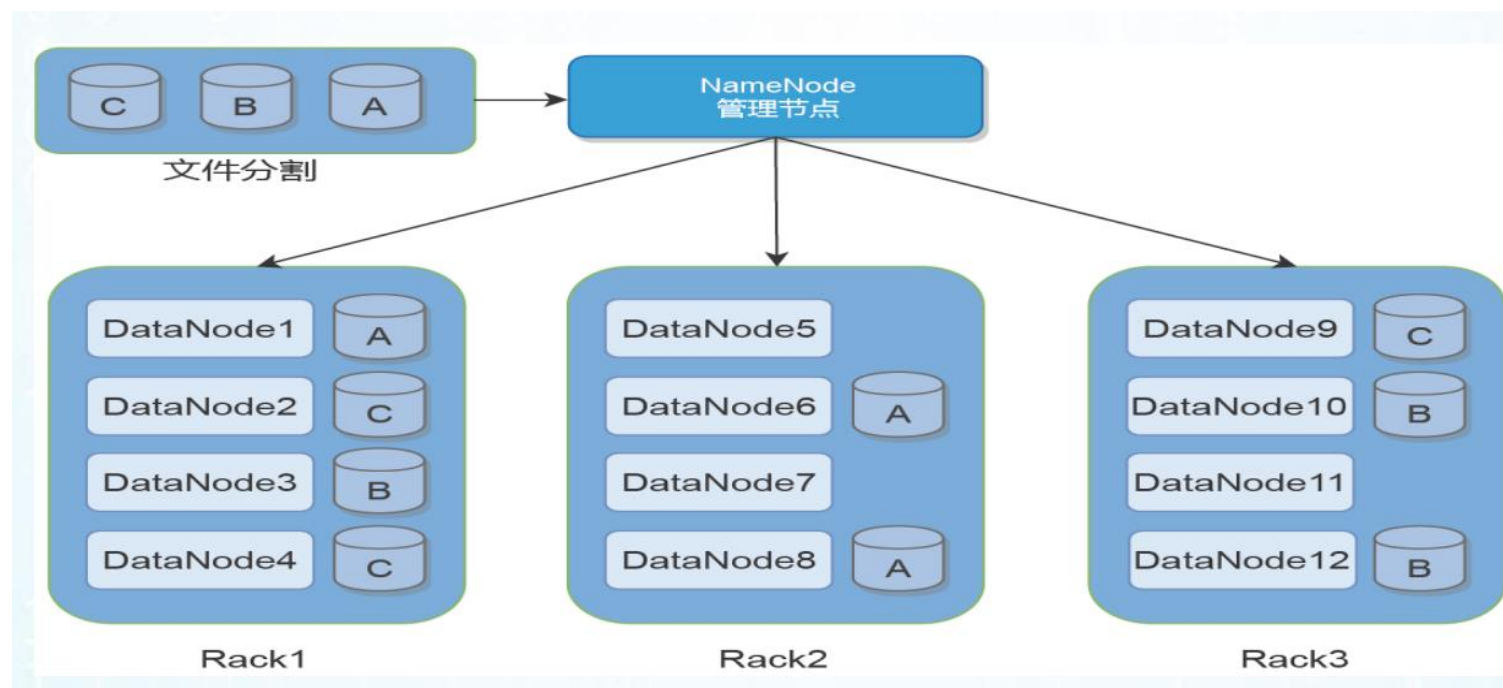 C B A
文件分割
NameNode
管理节点
DataNode1 A
DataNode2 C
DataNode3 B
DataNode4 C
Rack1
DataNode5
DataNode6 A
DataNode7
DataNode8 A
Rack2
DataNode9 C
DataNode10 B
DataNode11
DataNode12 B
Rack3